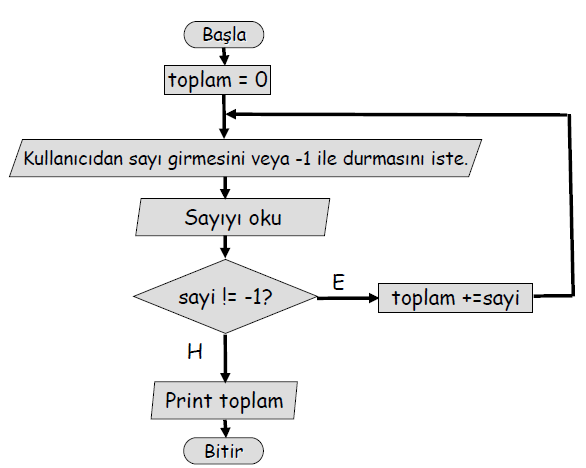 Başla
toplam = 0
Kullanıcıdan sayı girmesini veya -1 ile durmasını iste.
Sayıyı oku
sayi != -1?
E
toplam +=sayi
H
Print toplam
Bitir